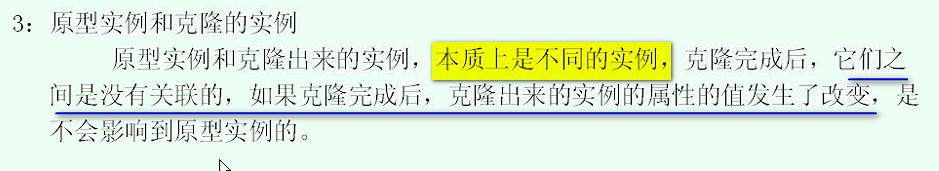 3：原型实例和克隆的实例
原型实例和克隆出来的实例，本质上是不同的实例，克隆完成后，它们之
间是没有关联的，如果克隆完成后，克隆出来的实例的属性的值发生了改变，是
不会影响到原型实例的。